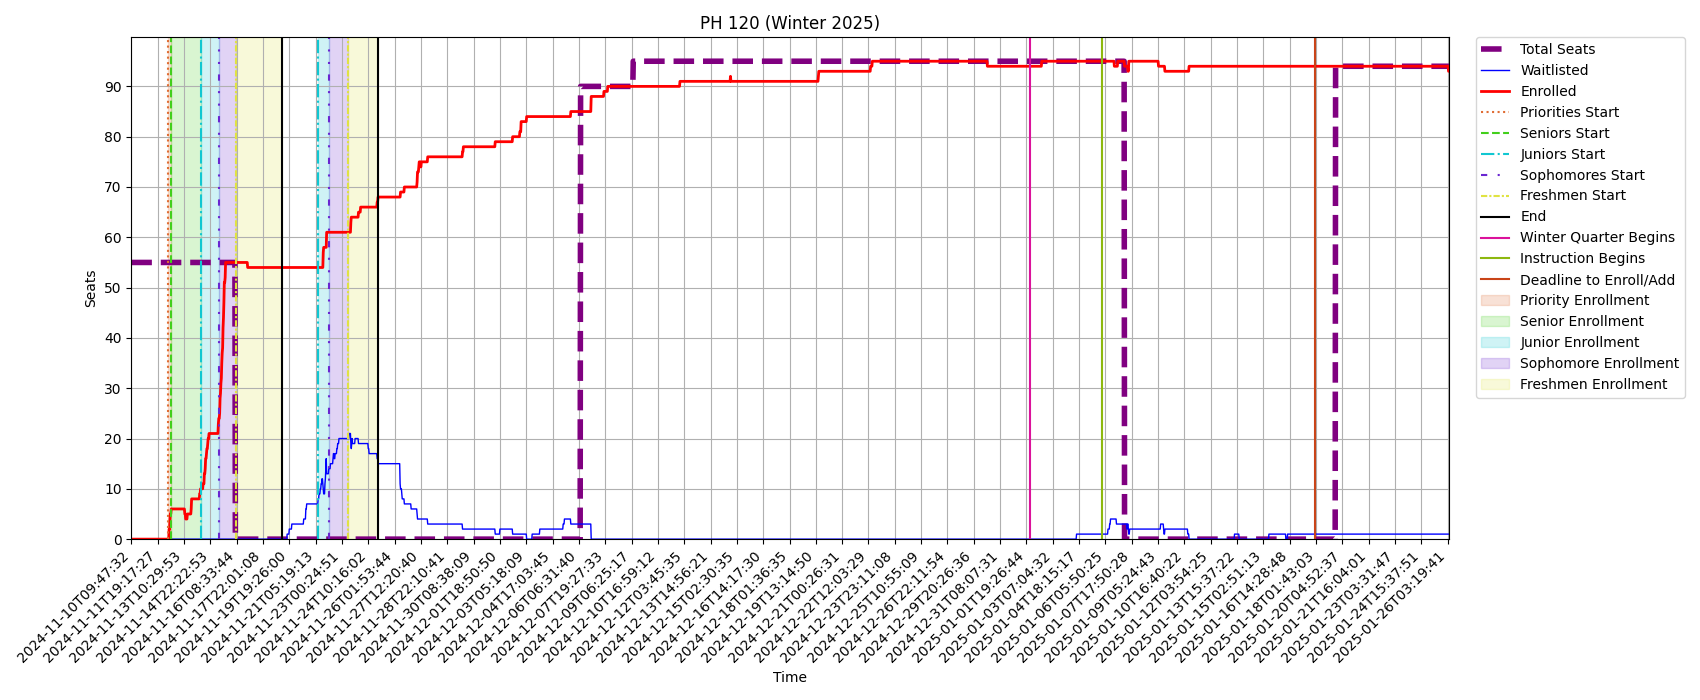 PH 120 (Winter 2025)
Seats
0
10
20
30
40
50
60
70
80
90
2024-11-10T09:47:32
2024-11-11T19:17:27
2024-11-13T10:29:53
2024-11-14T22:22:53
2024-11-16T08:33:44
2024-11-17T22:01:08
2024-11-19T19:26:00
2024-11-21T05:19:13
2024-11-23T00:24:51
2024-11-24T10:16:02
2024-11-26T01:53:44
2024-11-27T12:20:40
2024-11-28T22:10:41
2024-11-30T08:38:09
2024-12-01T18:50:50
2024-12-03T05:18:09
2024-12-04T17:03:45
2024-12-06T06:31:40
2024-12-07T19:27:33
2024-12-09T06:25:17
2024-12-10T16:59:12
2024-12-12T03:45:35
2024-12-13T14:56:21
2024-12-15T02:30:35
2024-12-16T14:17:30
2024-12-18T01:36:35
2024-12-19T13:14:50
2024-12-21T00:26:31
2024-12-22T12:03:29
2024-12-23T23:11:08
2024-12-25T10:55:09
2024-12-26T22:11:54
2024-12-29T20:26:36
2024-12-31T08:07:31
2025-01-01T19:26:44
2025-01-03T07:04:32
2025-01-04T18:15:17
2025-01-06T05:50:25
2025-01-07T17:50:28
2025-01-09T05:24:45
2025-01-10T16:40:22
2025-01-12T03:54:25
2025-01-13T15:37:22
2025-01-15T02:51:13
2025-01-16T14:28:48
2025-01-18T01:43:03
2025-01-20T04:52:37
2025-01-21T16:04:01
2025-01-23T03:31:47
2025-01-24T15:37:51
2025-01-26T03:19:41
Time
Total Seats
Waitlisted
Enrolled
Priorities Start
Seniors Start
Juniors Start
Sophomores Start
Freshmen Start
End
Winter Quarter Begins
Instruction Begins
Deadline to Enroll/Add
Priority Enrollment
Senior Enrollment
Junior Enrollment
Sophomore Enrollment
Freshmen Enrollment